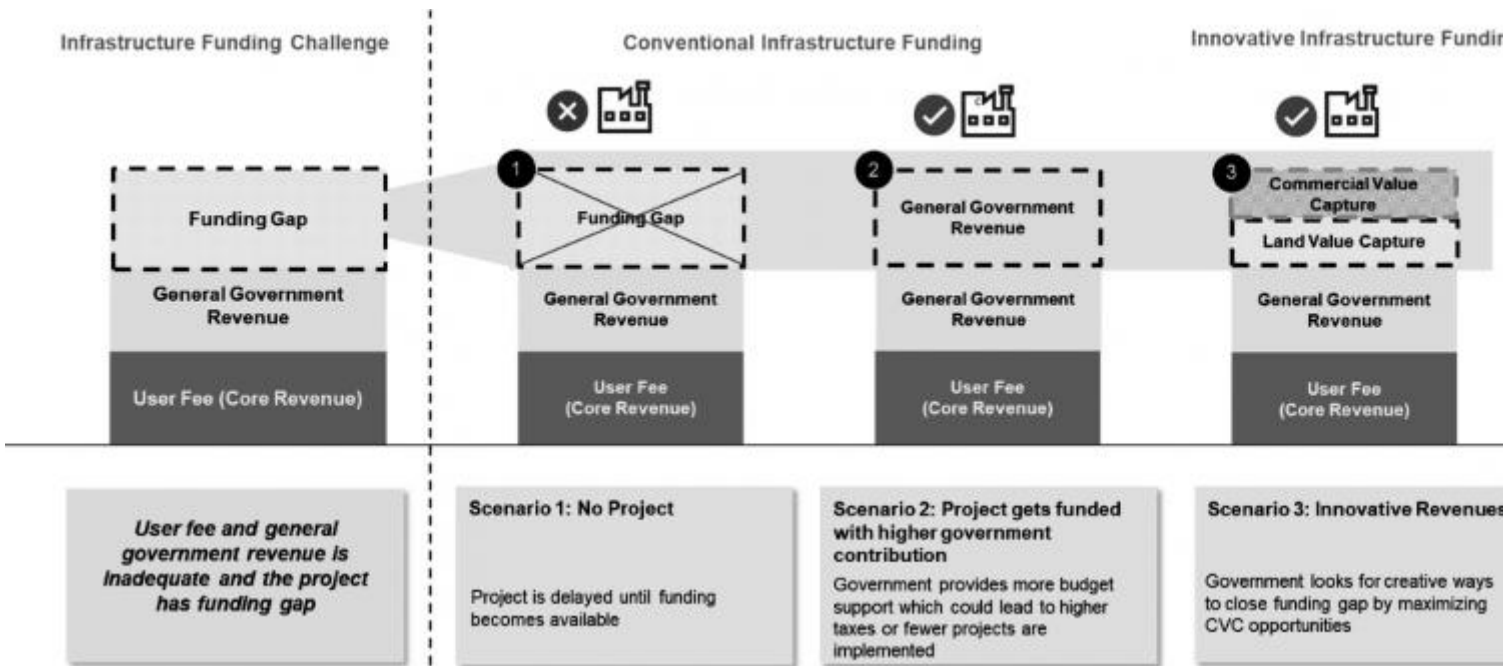 Infrastructure Funding Challenge
Conventional Infrastructure Funding
Innovative Infrastructure Fundin
Funding Gap
General Government
Revenue
User Fee (Core Revenue)
1
Funding Gap
General Government
Revenue
User Fee
(Core Revenue)
2
General Government
Revenue
General Government
Revenue
User Fee
(Core Revenue)
3
Commercial Value
Capture
Land Value Capture
General Government
Revenue
User Fee
(Core Revenue)
User fee and general
government revenue is
inadequate and the project
has funding gap
Scenario 1: No Project
Project is delayed until funding
becomes available
Scenario 2: Project gets funded
with higher government
contribution
Government provides more budget
support which could lead to higher
taxes or fewer projects are
implemented
Scenario 3: Innovative Revenues
Government looks for creative ways
to close funding gap by maximizing
CVC opportunities